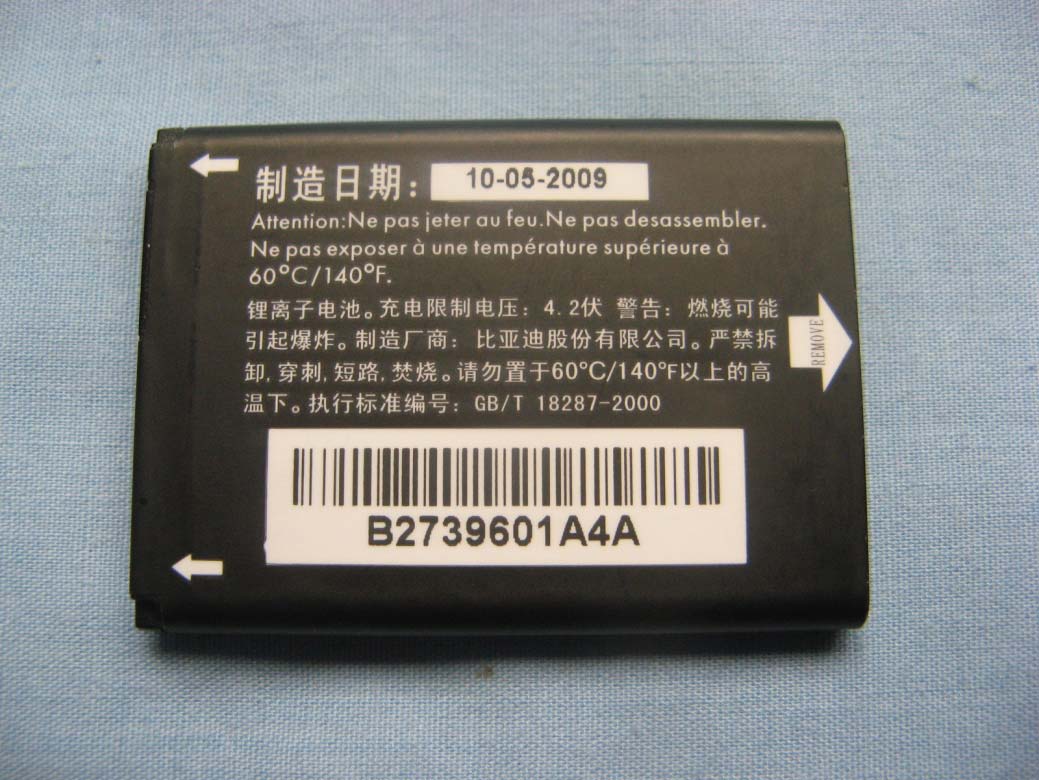 制造日期： 10-05-2009
Attention:Ne pas jeter au feu.Ne pas desassembler.
Ne pas exposer à une température supérieure à
60°C/140°F.
锂离子电池。充电限制电压：4.2伏 警告：燃烧可能
引起爆炸。制造厂商：比亚迪股份有限公司。严禁拆
卸,穿刺,短路,焚烧。请勿置于60°C/140°F以上的高
温下。执行标准编号：GB/T 18287-2000
REMOVE
B2739601A4A